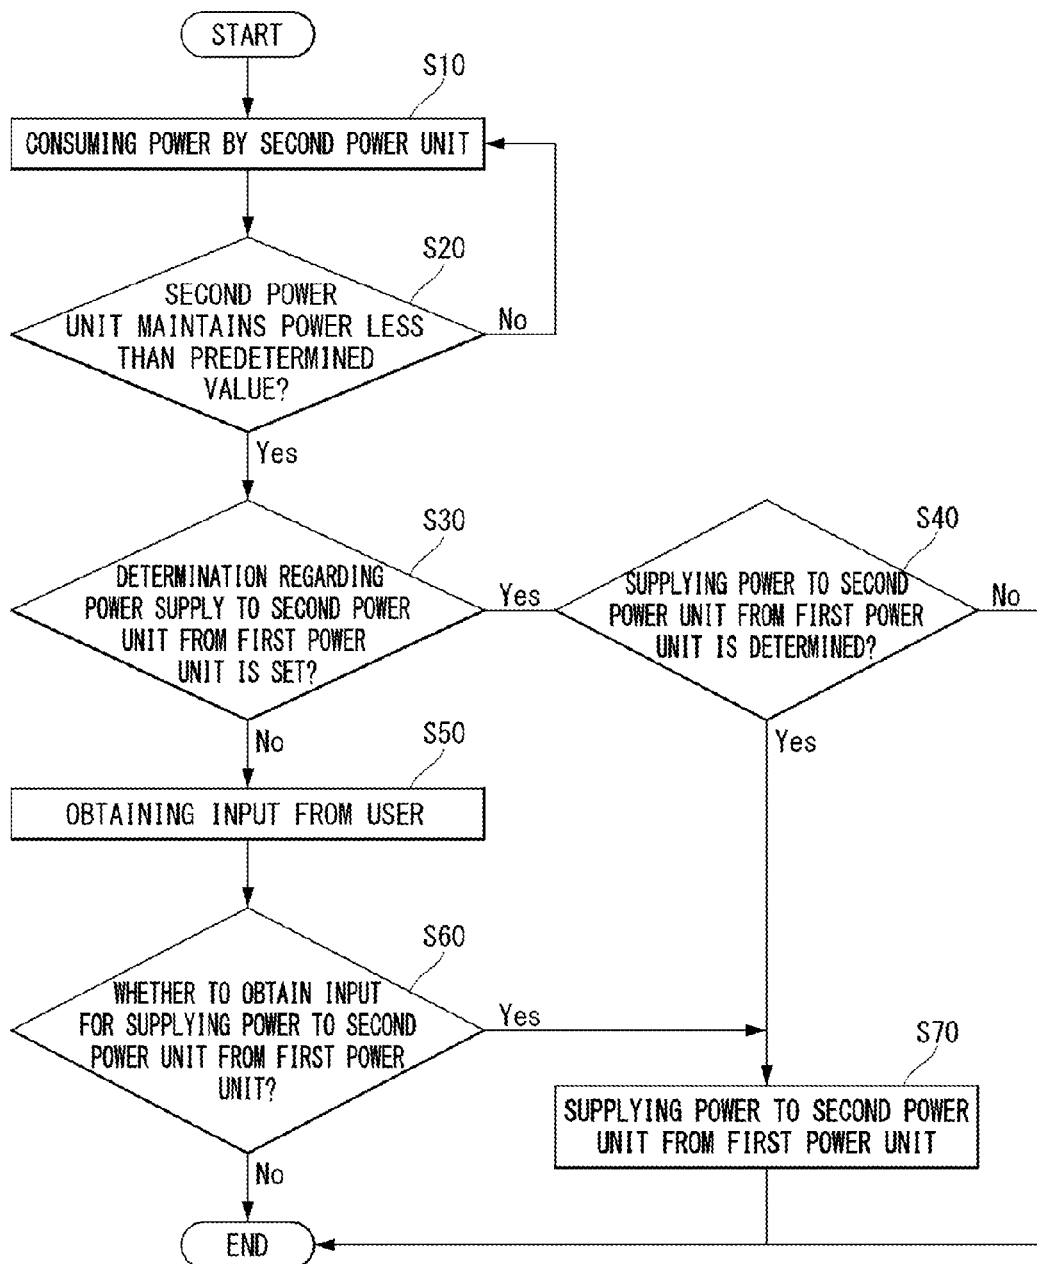 START
S10
CONSUMING POWER BY SECOND POWER UNIT
S20
SECOND POWER
UNIT MAINTAINS POWER LESS
THAN PREDETERMINED
VALUE?
No
Yes
S30
DETERMINATION REGARDING
POWER SUPPLY TO SECOND POWER
UNIT FROM FIRST POWER
UNIT IS SET?
Yes
No
S40
SUPPLYING POWER TO SECOND
POWER UNIT FROM FIRST POWER
UNIT IS DETERMINED?
No
Yes
S50
OBTAINING INPUT FROM USER
S60
WHETHER TO OBTAIN INPUT
FOR SUPPLYING POWER TO SECOND
POWER UNIT FROM FIRST POWER
UNIT?
Yes
No
S70
SUPPLYING POWER TO SECOND POWER
UNIT FROM FIRST POWER UNIT
END